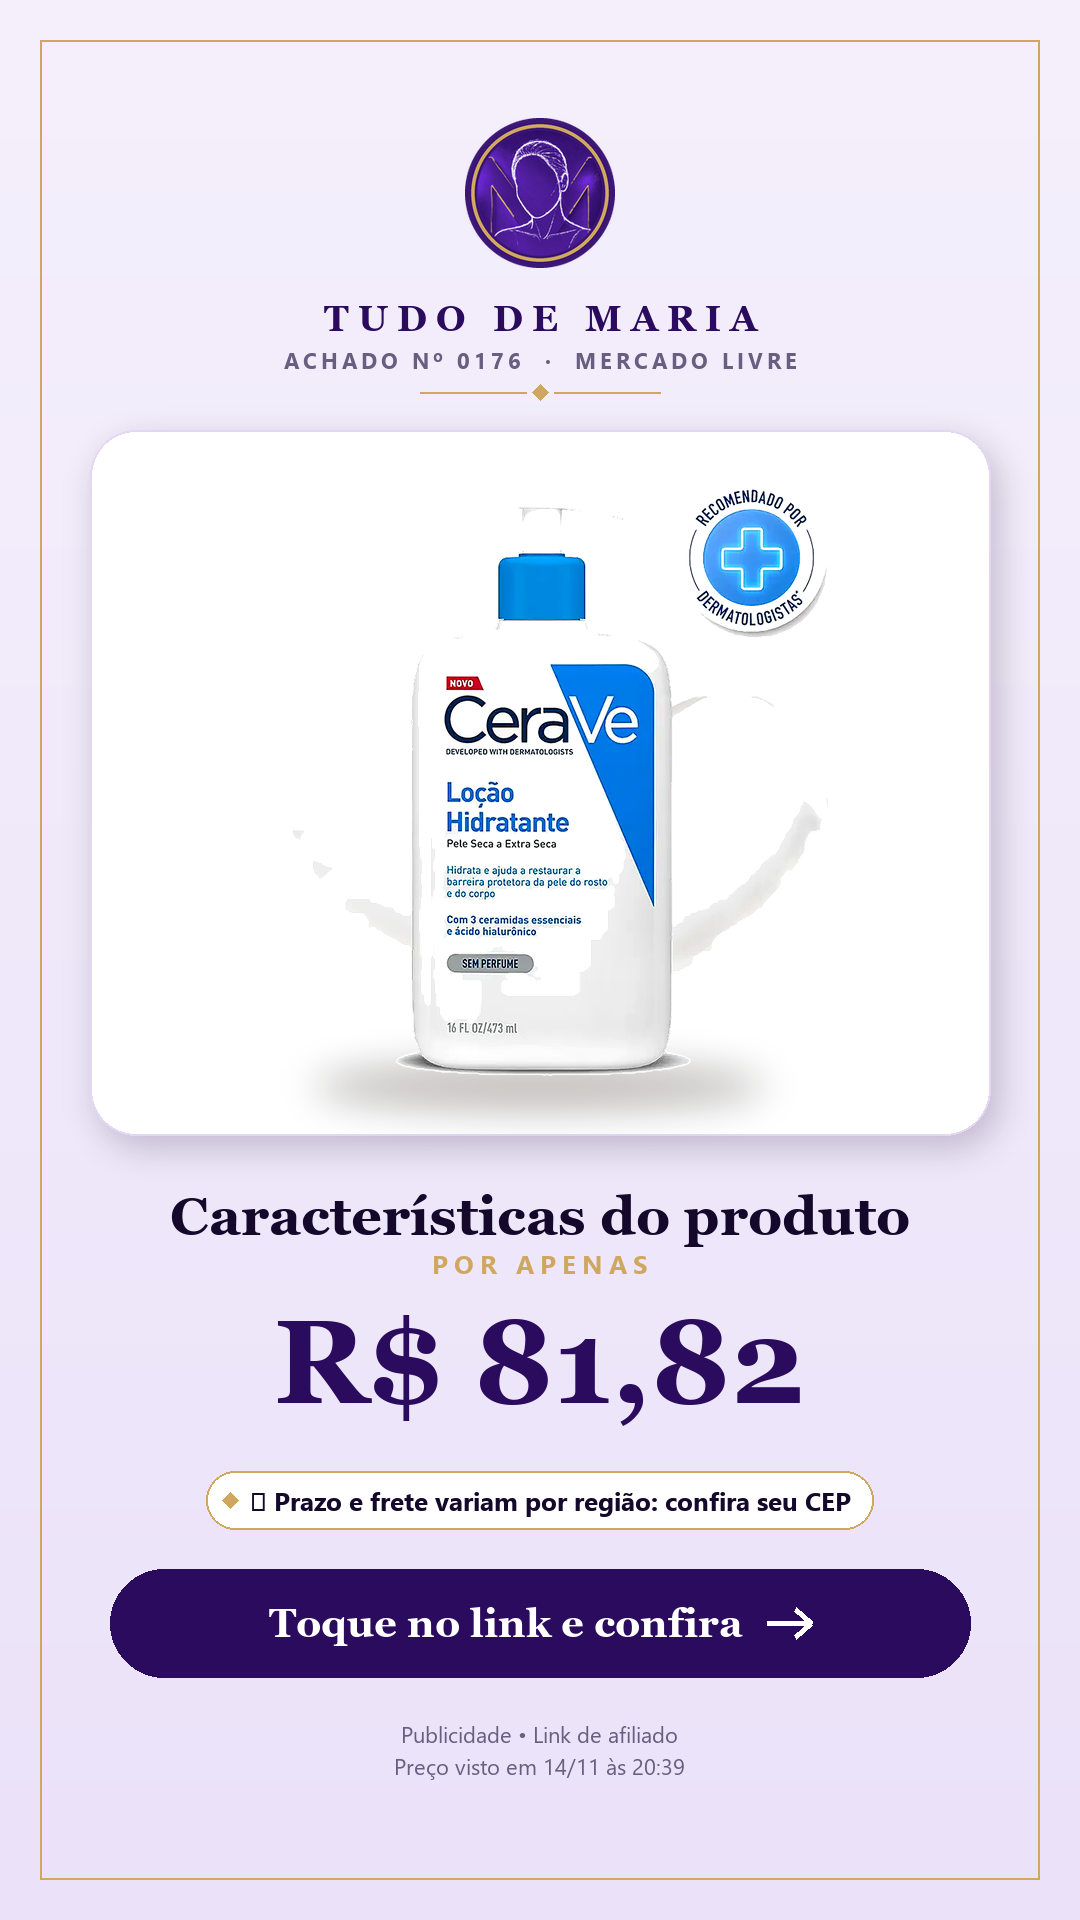 TUDO DE MARIA
ACHADO Nº 0176 · MERCADO LIVRE
RECOMENDADO POR
DERMATOLOGISTAS*
NOVO
CeraVe
DEVELOPED WITH DERMATOLOGISTS
Loção
Hidratante
Pele Seca a Extra Seca
Hidrata e ajuda a restaurar a
barreira protetora da pele do rosto
e do corpo
Com 3 ceramidas essenciais
e ácido hialurônico
SEM PERFUME
16 FL OZ/473 ml
Características do produto
POR APENAS
R$ 81,82
Prazo e frete variam por região: confira seu CEP
Toque no link e confira →
Publicidade • Link de afiliado
Preço visto em 14/11 às 20:39